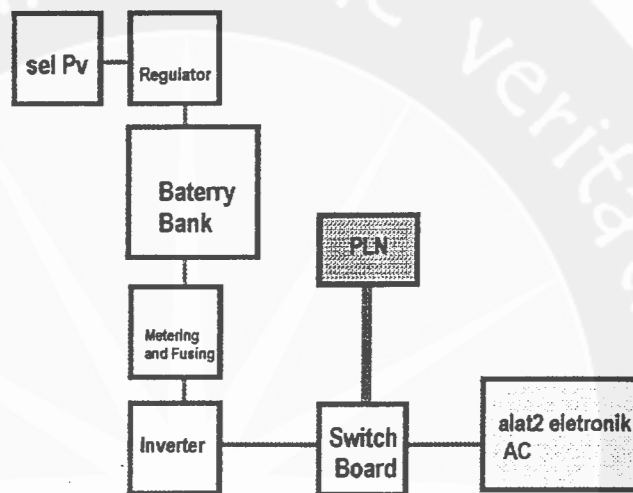 sel Pv
Regulator
Baterry
Bank
PLN
Metering
and Fusing
Inverter
Switch
Board
alat2 eletronik
AC